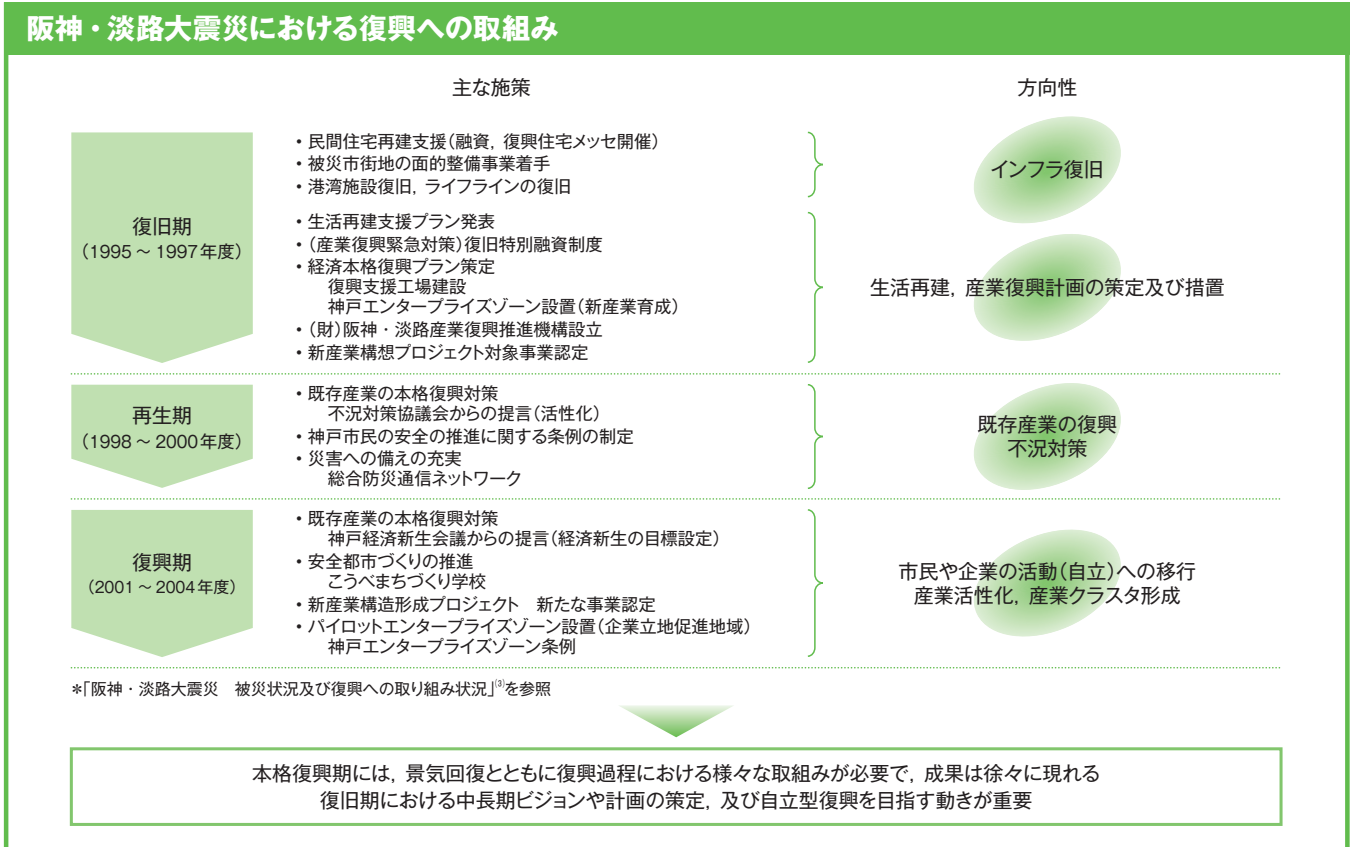 阪神・淡路大震災における復興への取組み
主な施策
方向性
復旧期
（1995～1997年度）
・民間住宅再建支援（融資，復興住宅メッセ開催）
・被災市街地の面的整備事業着手
・港湾施設復旧，ライフラインの復旧
インフラ復旧
・生活再建支援プラン発表
・（産業復興緊急対策）復旧特別融資制度
・経済本格復興プラン策定
復興支援工場建設
神戸エンタープライズゾーン設置（新産業育成）
・（財）阪神・淡路産業復興推進機構設立
・新産業構想プロジェクト対象事業認定
生活再建，産業復興計画の策定及び措置
再生期
（1998～2000年度）
・既存産業の本格復興対策
不況対策協議会からの提言（活性化）
・神戸市民の安全の推進に関する条例の制定
・災害への備えの充実
総合防災通信ネットワーク
既存産業の復興
不況対策
復興期
（2001～2004年度）
・既存産業の本格復興対策
神戸経済新生会議からの提言（経済新生の目標設定）
・安全都市づくりの推進
こうべまちづくり学校
・新産業構造形成プロジェクト　新たな事業認定
・パイロットエンタープライズゾーン設置（企業立地促進地域）
神戸エンタープライズゾーン条例
市民や企業の活動（自立）への移行
産業活性化，産業クラスタ形成
＊「阪神・淡路大震災　被災状況及び復興への取り組み状況」⁽³⁾を参照
本格復興期には，景気回復とともに復興過程における様々な取組みが必要で，成果は徐々に現れる
復旧期における中長期ビジョンや計画の策定，及び自立型復興を目指す動きが重要